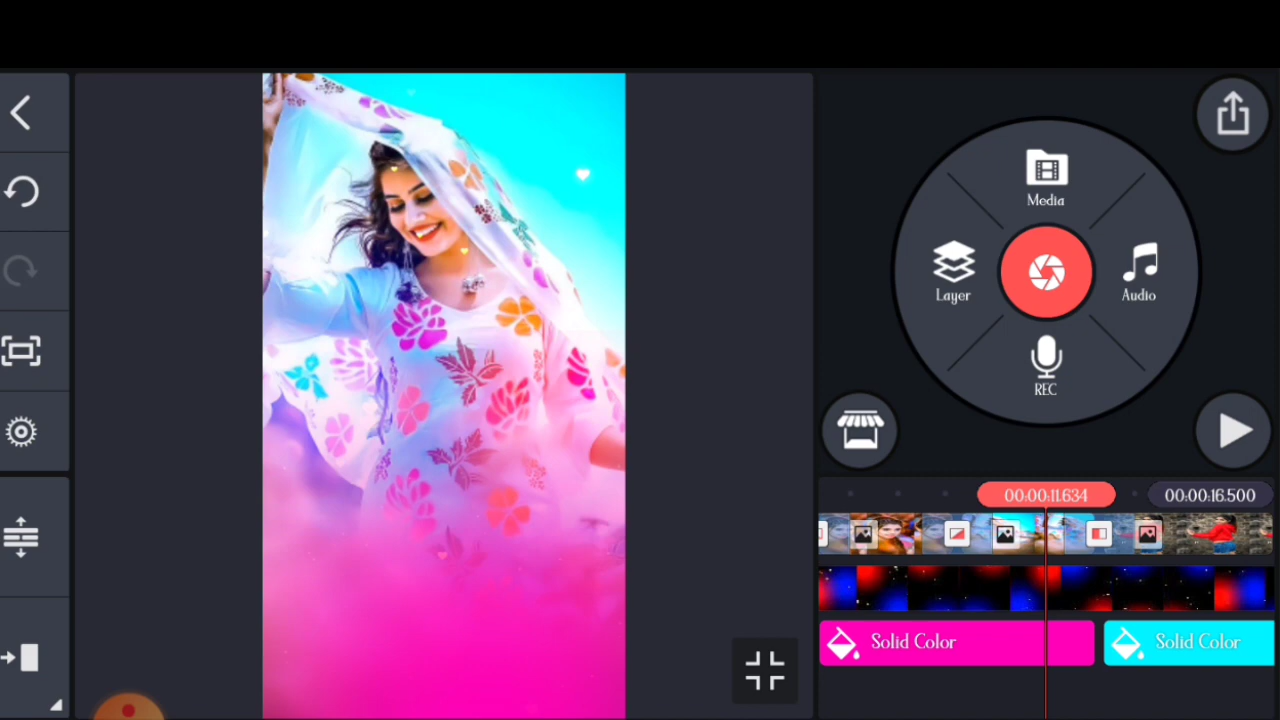 Media
Layer
Audio
REC
00:00:11.634
00:00:16.500
Solid Color
Solid Color